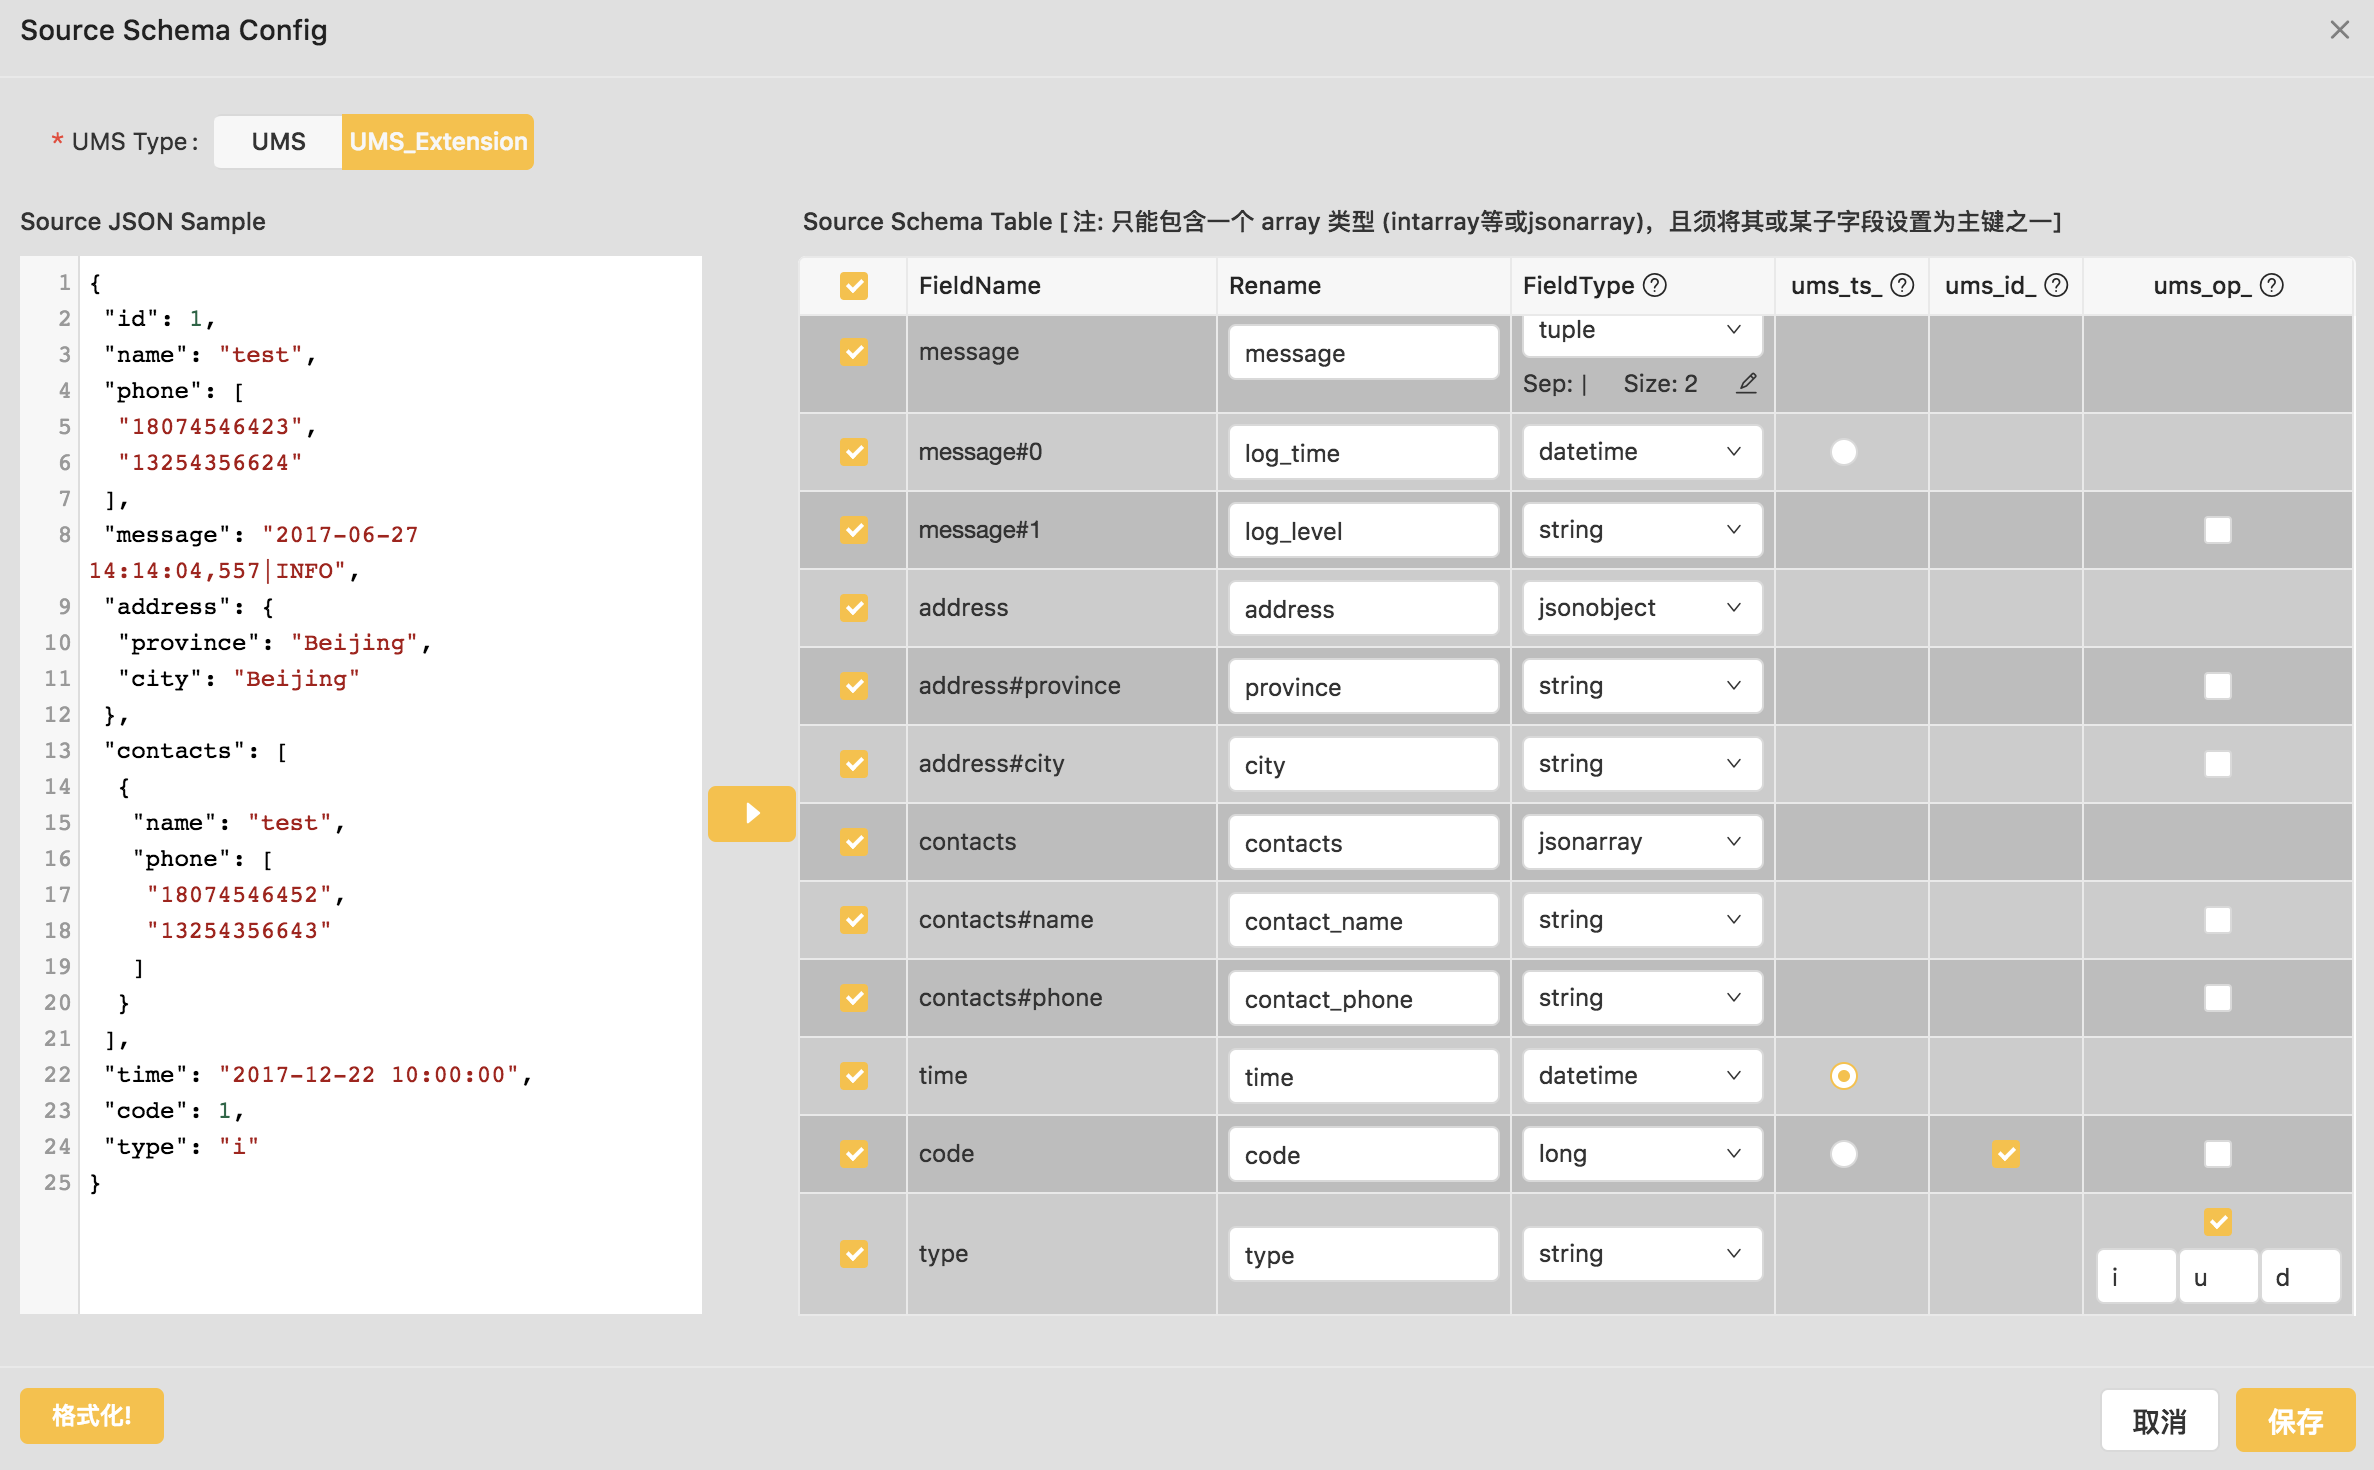 Source Schema Config
* UMS Type :
UMS
UMS_Extension
Source JSON Sample
1 {
2 "id": 1,
3 "name": "test",
4 "phone": [
5 "18074546423",
6 "13254356624"
7 ],
8 "message": "2017-06-27
14:14:04,557|INFO",
9 "address": {
10 "province": "Beijing",
11 "city": "Beijing"
12 },
13 "contacts": [
14 {
15 "name": "test",
16 "phone": [
17 "18074546452",
18 "13254356643"
19 ]
20 }
21 ],
22 "time": "2017-12-22 10:00:00",
23 "code": 1,
24 "type": "i"
25 }
Source Schema Table [ 注: 只能包含一个 array 类型 (intarray等或jsonarray)，且须将其或某子字段设置为主键之一]
FieldName Rename FieldType ? ums_ts_ ? ums_id_ ? ums_op_ ?
message message tuple
Sep: | Size: 2
message#0 log_time datetime
message#1 log_level string
address address jsonobject
address#province province string
address#city city string
contacts contacts jsonarray
contacts#name contact_name string
contacts#phone contact_phone string
time time datetime
code code long
type type string
i u d
格式化!
取消
保存